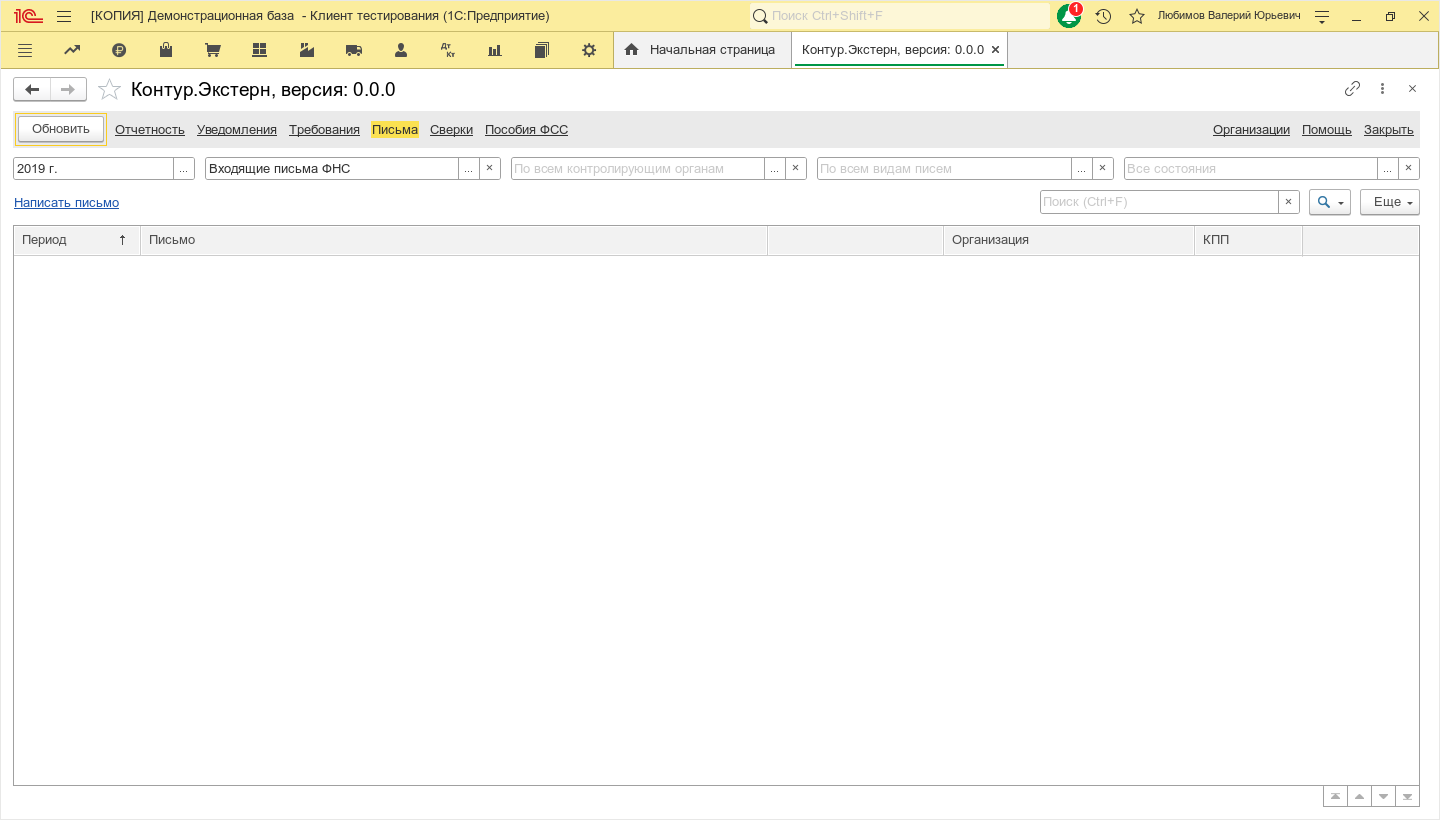 1С [КОПИЯ] Демонстрационная база - Клиент тестирования (1С:Предприятие) Поиск Ctrl+Shift+F 1 Любимов Валерий Юрьевич
Дт Кт Начальная страница Контур.Экстерн, версия: 0.0.0
Контур.Экстерн, версия: 0.0.0
Обновить Отчетность Уведомления Требования Письма Сверки Пособия ФСС Организации Помощь Закрыть
2019 г. ... Входящие письма ФНС ... По всем контролирующим органам ... По всем видам писем ... Все состояния ...
Написать письмо Поиск (Ctrl+F) Еще
Период Письмо Организация КПП